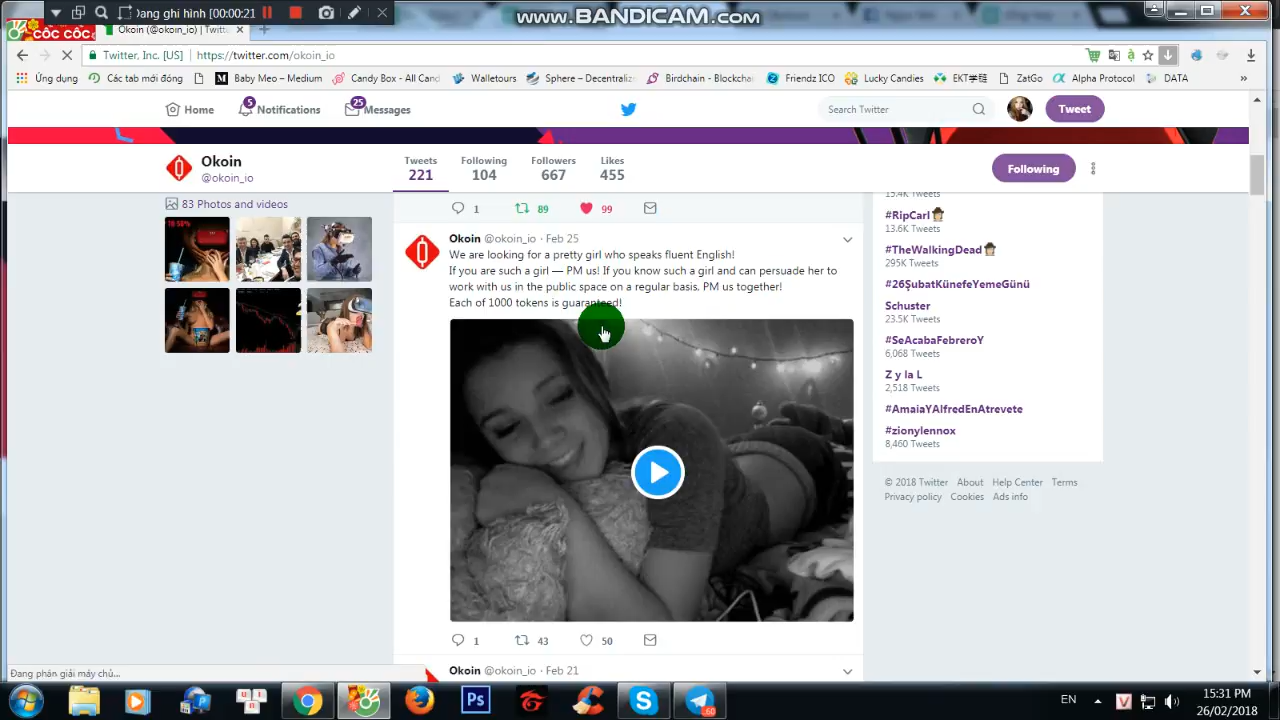 www.BANDICAM.com
Đang ghi hình [00:00:21]
CỐC CỐC
Okoin (@okoin_io) | Twitt
Twitter, Inc. [US]
https://twitter.com/okoin_io
Ứng dụng
Các tab mới đóng
Baby Meo – Medium
Candy Box - All Cand
Walletours
Sphere – Decentraliz
Birdchain - Blockchai
Friendz ICO
Lucky Candies
EKT
ZatGo
Alpha Protocol
DATA
»
Home
5
Notifications
25
Messages
Search Twitter
Tweet
Okoin
@okoin_io
Tweets
221
Following
104
Followers
667
Likes
455
Following
83 Photos and videos
1
89
99
Okoin @okoin_io · Feb 25
We are looking for a pretty girl who speaks fluent English!
If you are such a girl — PM us! If you know such a girl and can persuade her to
work with us in the public space on a regular basis. PM us together!
Each of 1000 tokens is guaranteed!
1
43
50
Okoin @okoin_io · Feb 21
15.4K Tweets
#RipCarl
13.6K Tweets
#TheWalkingDead
295K Tweets
#26ŞubatKünefeYemeGünü
Schuster
23.5K Tweets
#SeAcabaFebreroY
6,068 Tweets
Z y la L
2,518 Tweets
#AmaiaYAlfredEnAtrevete
#zionylennox
8,460 Tweets
© 2018 Twitter About Help Center Terms
Privacy policy Cookies Ads info
Đang phân giải máy chủ...
Ps
60
EN
V
15:31 PM
26/02/2018